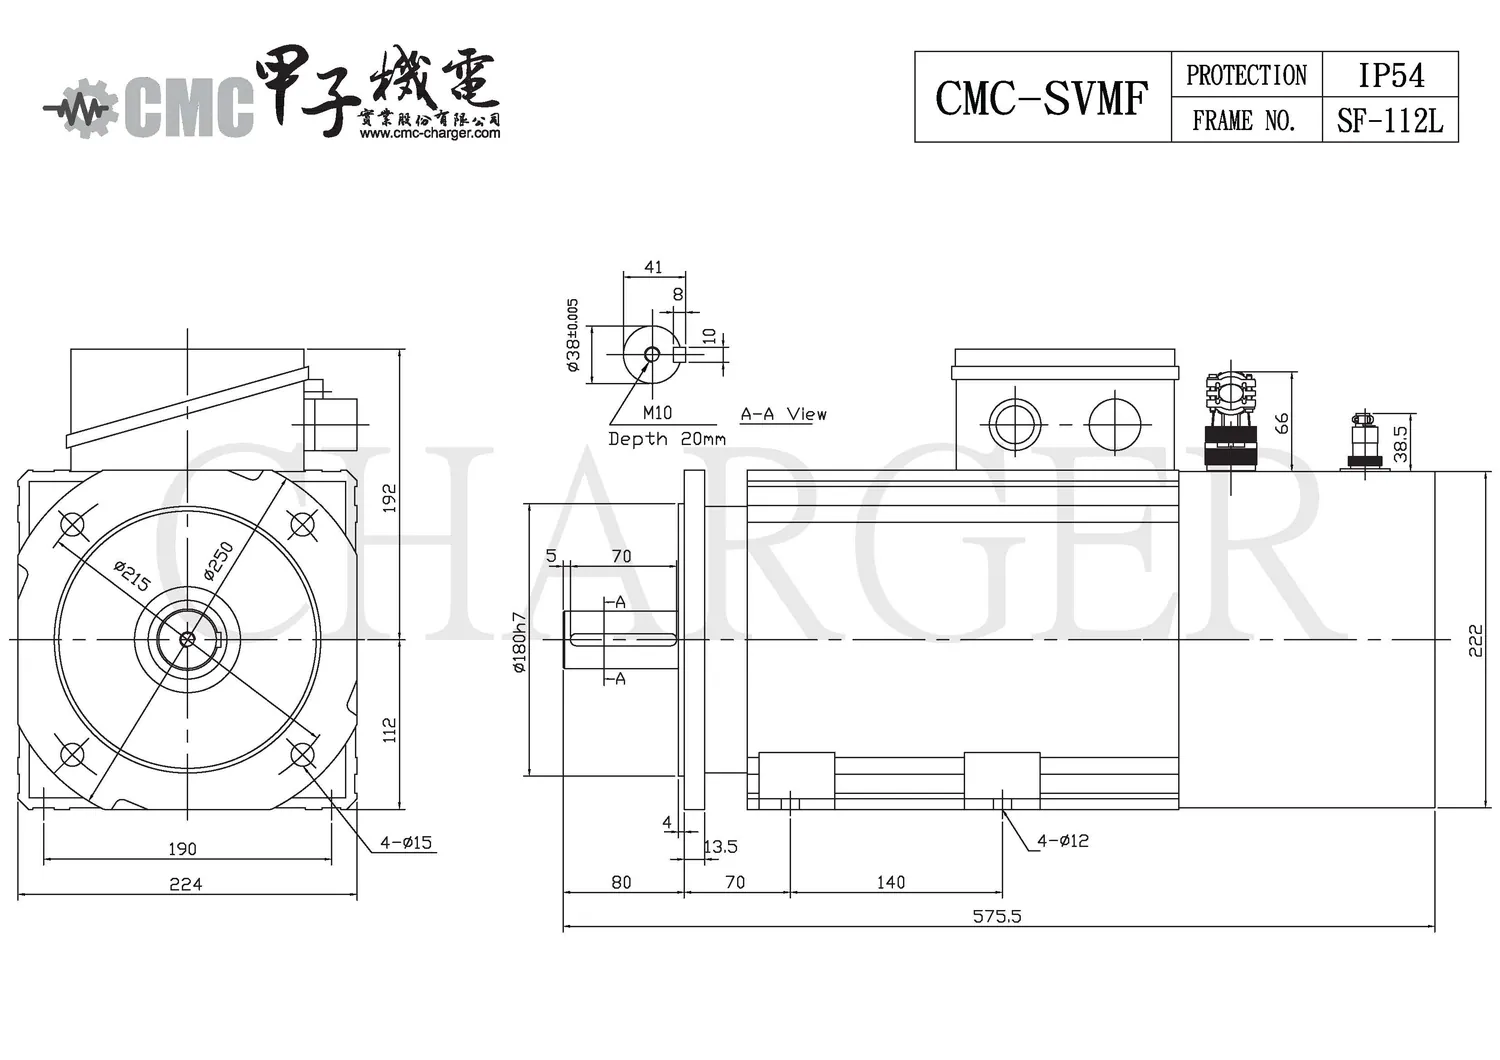 CMC 甲子機電
實業股份有限公司
www.cmc-charger.com
CMC-SVMF
PROTECTION IP54
FRAME NO. SF-112L
41
8
ø38±0.005
10
M10
Depth 20mm
A-A View
66
38.5
192
112
ø215
ø250
4-ø15
190
224
CHARGER
5
70
A
A
ø180h7
222
4
13.5
4-ø12
80
70
140
575.5